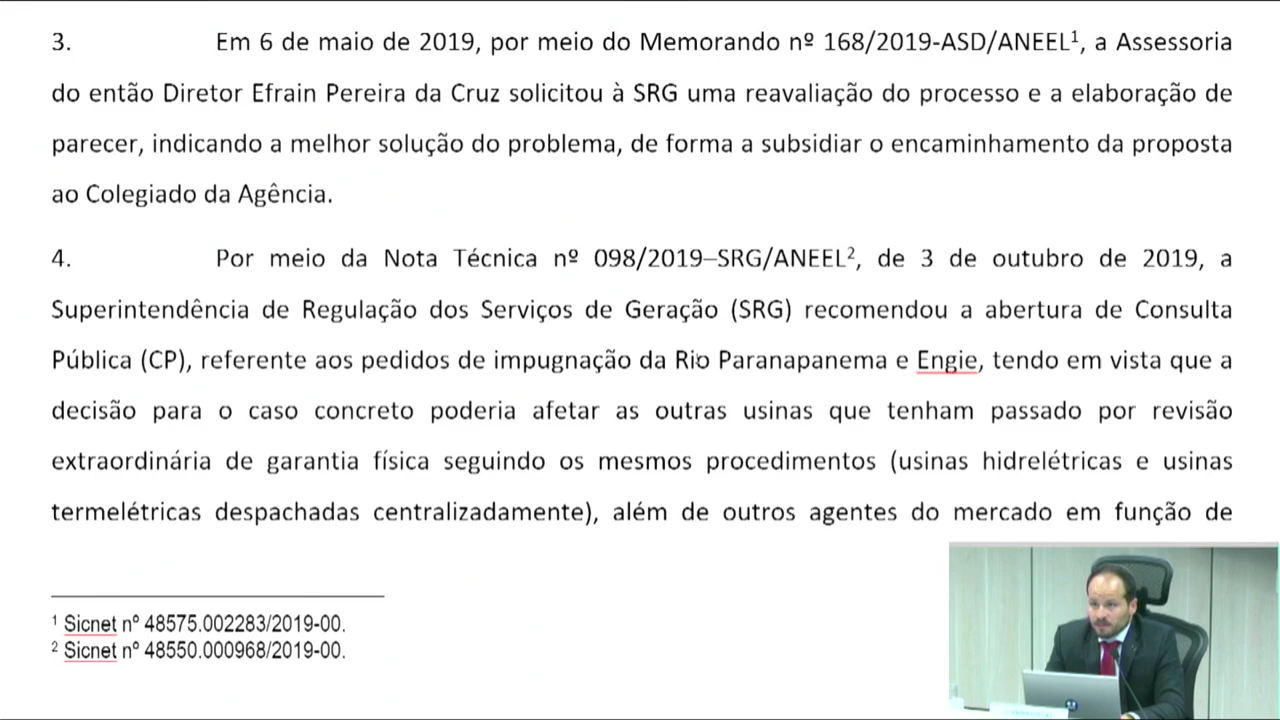 3. Em 6 de maio de 2019, por meio do Memorando nº 168/2019-ASD/ANEEL¹, a Assessoria
do então Diretor Efrain Pereira da Cruz solicitou à SRG uma reavaliação do processo e a elaboração de
parecer, indicando a melhor solução do problema, de forma a subsidiar o encaminhamento da proposta
ao Colegiado da Agência.
4. Por meio da Nota Técnica nº 098/2019–SRG/ANEEL², de 3 de outubro de 2019, a
Superintendência de Regulação dos Serviços de Geração (SRG) recomendou a abertura de Consulta
Pública (CP), referente aos pedidos de impugnação da Rio Paranapanema e Engie, tendo em vista que a
decisão para o caso concreto poderia afetar as outras usinas que tenham passado por revisão
extraordinária de garantia física seguindo os mesmos procedimentos (usinas hidrelétricas e usinas
termelétricas despachadas centralizadamente), além de outros agentes do mercado em função de
¹ Sicnet nº 48575.002283/2019-00.
² Sicnet nº 48550.000968/2019-00.